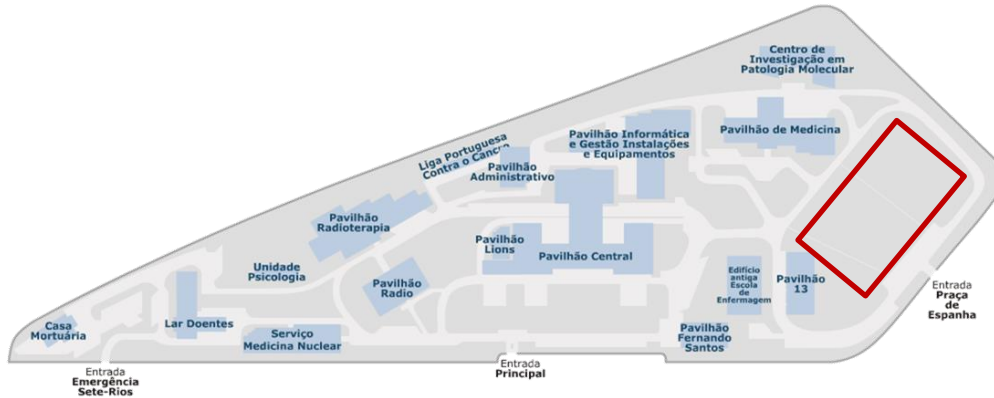 Centro de
Investigação em
Patologia Molecular
Pavilhão de Medicina
Pavilhão Informática
e Gestão Instalações
e Equipamentos
Liga Portuguesa
Contra o Cancro
Pavilhão
Administrativo
Pavilhão
Radioterapia
Pavilhão
Lions
Pavilhão Central
Unidade
Psicologia
Pavilhão
Radio
Edifício
antiga
Escola
de
Enfermagem
Pavilhão
13
Entrada
Praça
de
Espanha
Casa
Mortuária
Lar Doentes
Serviço
Medicina Nuclear
Pavilhão
Fernando
Santos
Entrada
Emergência
Sete-Rios
Entrada
Principal